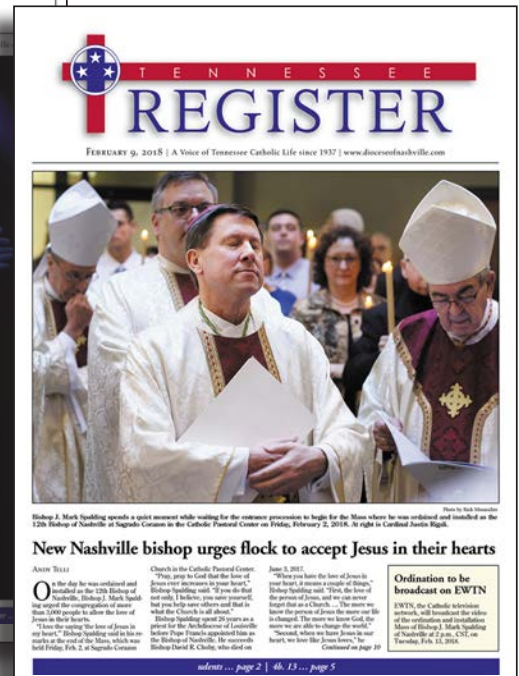 TENNESSEE
REGISTER
FEBRUARY 9, 2018 | A Voice of Tennessee Catholic Life since 1937 | www.dioceseofnashville.com
Photo by Rick Musacchio
Bishop J. Mark Spalding spends a quiet moment while waiting for the entrance procession to begin for the Mass where he was ordained and installed as the
12th Bishop of Nashville at Sagrado Corazon in the Catholic Pastoral Center on Friday, February 2, 2018. At right is Cardinal Justin Rigali.
New Nashville bishop urges flock to accept Jesus in their hearts
ANDY TELLI
On the day he was ordained and
installed as the 12th Bishop of
Nashville, Bishop J. Mark Spald-
ing urged the congregation of more
than 3,000 people to allow the love of
Jesus in their hearts.
"I love the saying 'the love of Jesus in
my heart,'" Bishop Spalding said in his re-
marks at the end of the Mass, which was
held Friday, Feb. 2, at Sagrado Corazon
Church in the Catholic Pastoral Center.
"Pray, pray to God that the love of
Jesus ever increases in your heart,"
Bishop Spalding said. "If you do that
not only, I believe, you save yourself,
but you help save others and that is
what the Church is all about."
Bishop Spalding spent 26 years as a
priest for the Archdiocese of Louisville
before Pope Francis appointed him as
the Bishop of Nashville. He succeeds
Bishop David R. Choby, who died on
June 3, 2017.
"When you have the love of Jesus in
your heart, it means a couple of things,"
Bishop Spalding said. "First, the love of
the person of Jesus, and we can never
forget that as a Church. … The more we
know the person of Jesus the more our life
is changed. The more we know God, the
more we are able to change the world."
"Second, when we have Jesus in our
heart, we love like Jesus loves," he
Continued on page 10
Ordination to be
broadcast on EWTN
EWTN, the Catholic television
network, will broadcast the video
of the ordination and installation
Mass of Bishop J. Mark Spalding
of Nashville at 2 p.m., CST, on
Tuesday, Feb. 13, 2018.
udents ... page 2 | 4b. 13 ... page 5